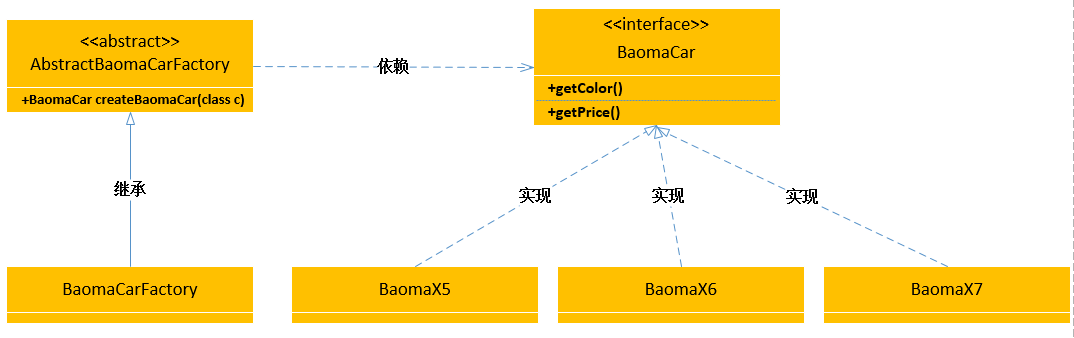 <<abstract>>
AbstractBaomaCarFactory
+BaomaCar createBaomaCar(class c)
依赖
<<interface>>
BaomaCar
+getColor()
+getPrice()
继承
实现
实现
实现
BaomaCarFactory
BaomaX5
BaomaX6
BaomaX7